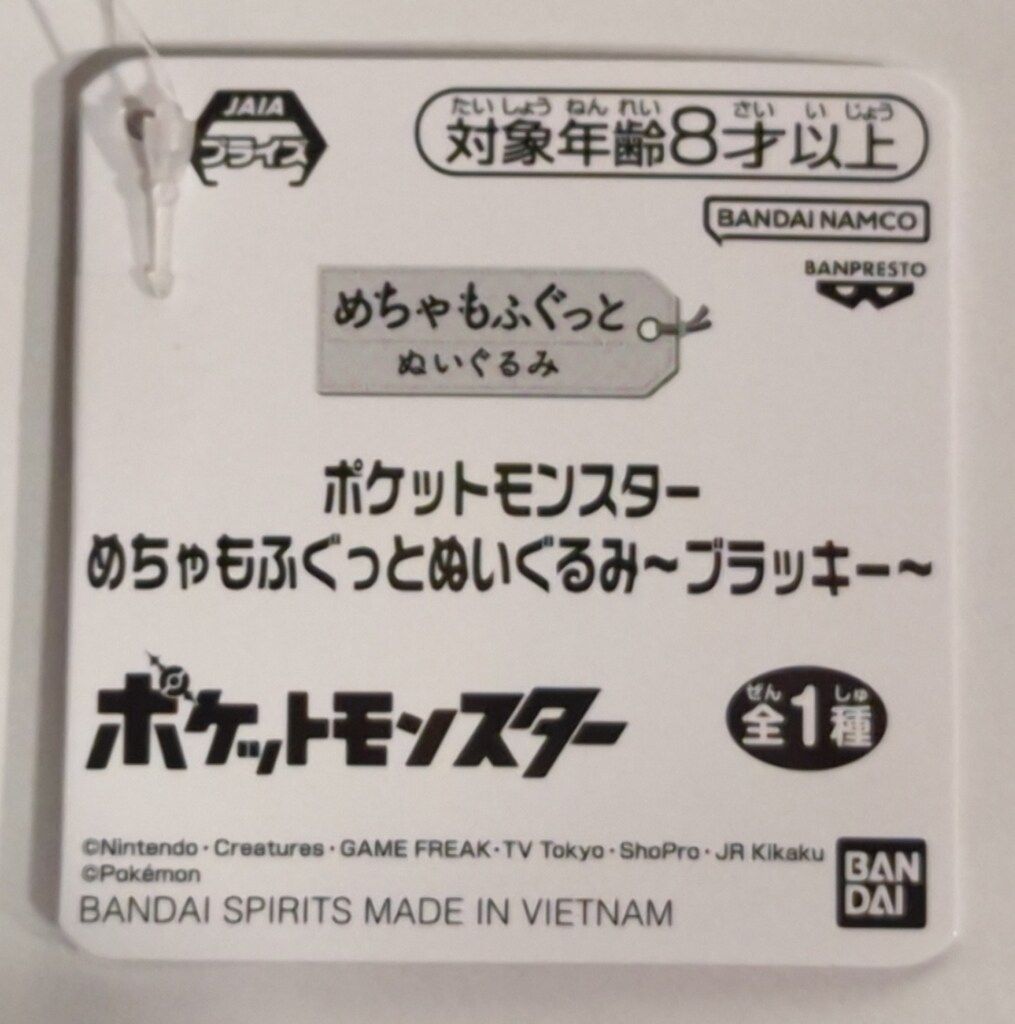 JAIA
プライズ
たいしょうねんれい さいいじょう
対象年齢8才以上
BANDAI NAMCO
BANPRESTO
めちゃもふぐっと
ぬいぐるみ
ポケットモンスター
めちゃもふぐっとぬいぐるみ~ブラッキー~
ポケットモンスター
ぜん しゅ
全1種
©Nintendo・Creatures・GAME FREAK・TV Tokyo・ShoPro・JR Kikaku
©Pokémon
BANDAI SPIRITS MADE IN VIETNAM
BAN
DAI